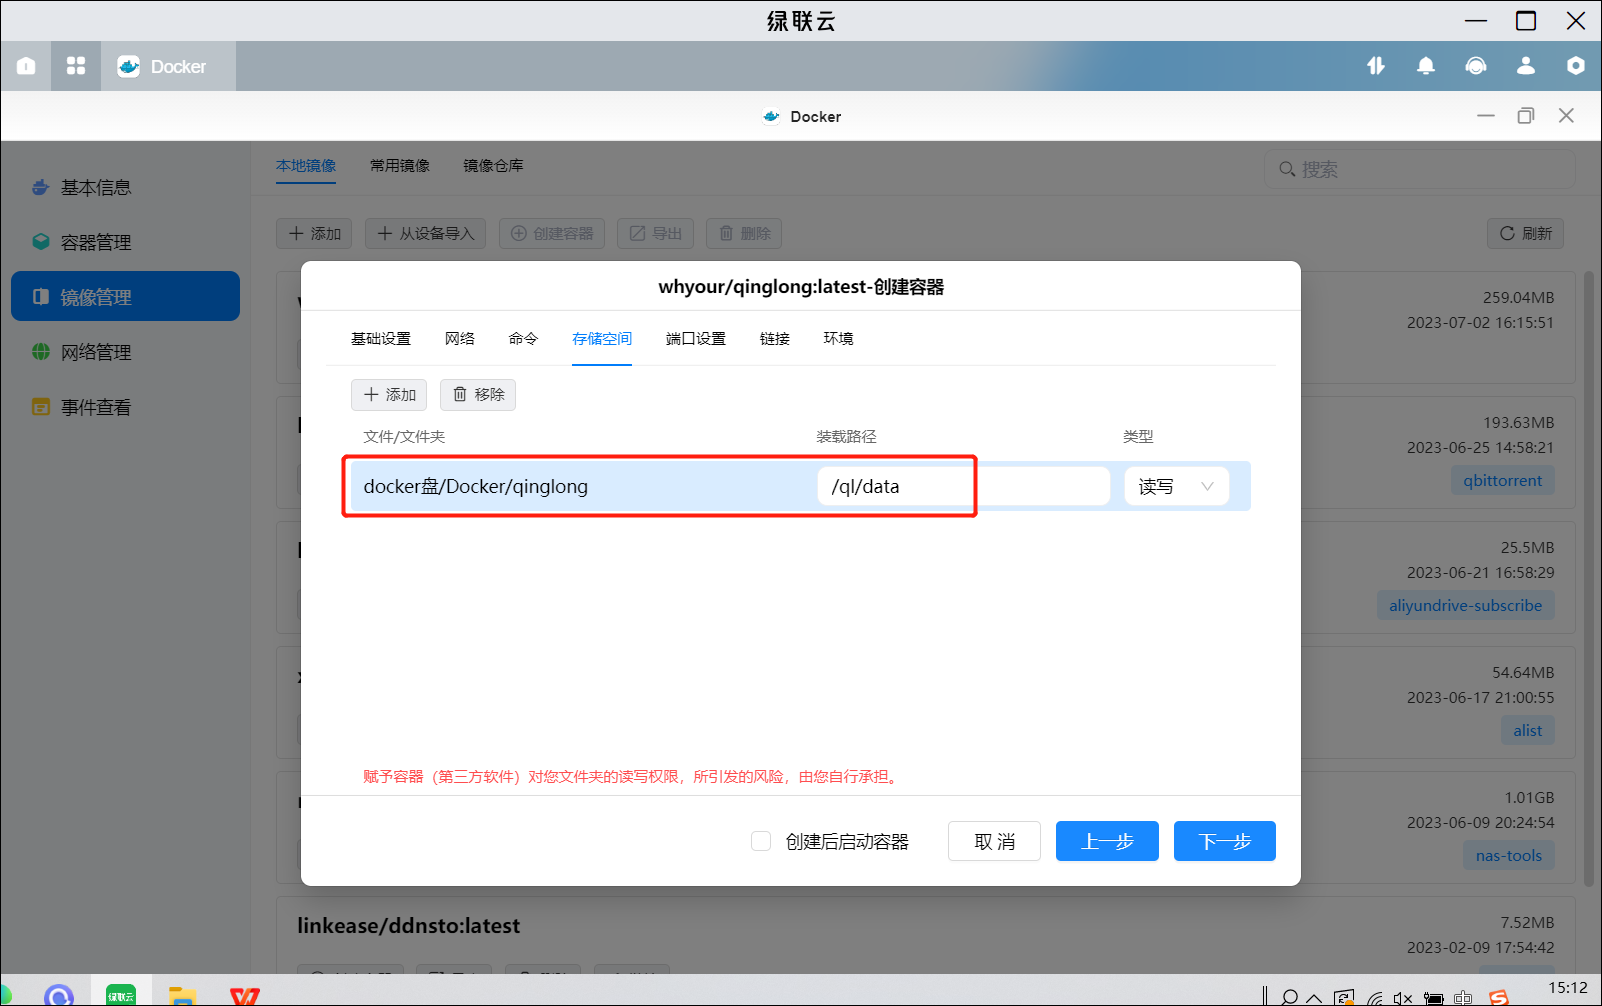 绿联云
Docker
Docker
基本信息
容器管理
镜像管理
网络管理
事件查看
本地镜像
常用镜像
镜像仓库
搜索
添加
从设备导入
创建容器
导出
删除
刷新
whyour/qinglong:latest-创建容器
基础设置
网络
命令
存储空间
端口设置
链接
环境
添加
移除
文件/文件夹
装载路径
类型
docker盘/Docker/qinglong
/ql/data
读写
赋予容器（第三方软件）对您文件夹的读写权限，所引发的风险，由您自行承担。
创建后启动容器
取消
上一步
下一步
259.04MB
2023-07-02 16:15:51
193.63MB
2023-06-25 14:58:21
qbittorrent
25.5MB
2023-06-21 16:58:29
aliyundrive-subscribe
54.64MB
2023-06-17 21:00:55
alist
1.01GB
2023-06-09 20:24:54
nas-tools
linkease/ddnsto:latest
7.52MB
2023-02-09 17:54:42
绿联云
中
15:12